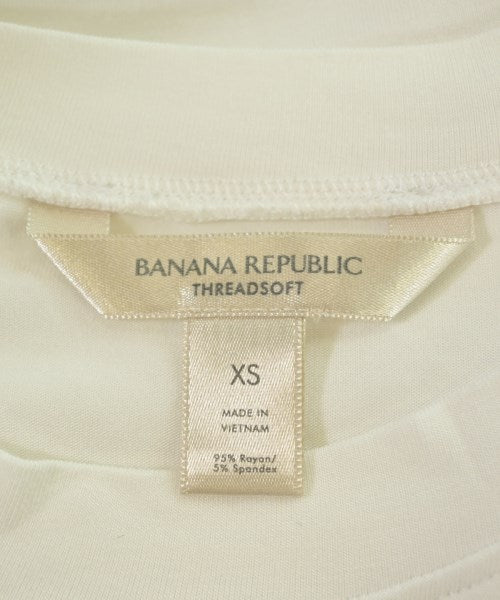 BANANA REPUBLIC
THREADSOFT
XS
MADE IN
VIETNAM
95% Rayon/
5% Spandex